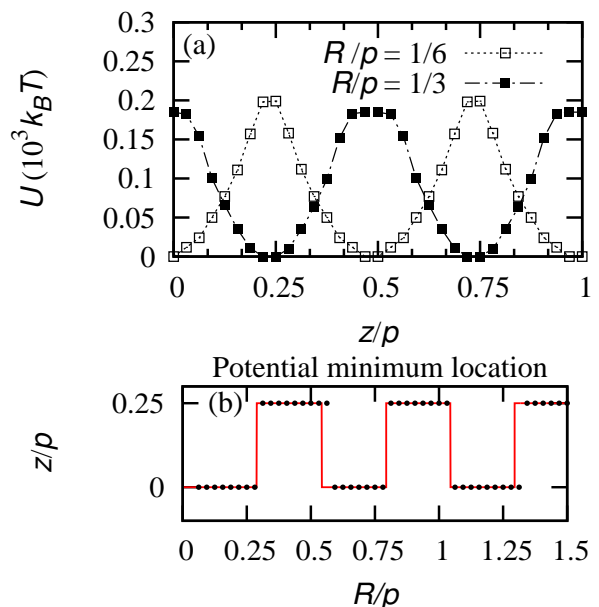 0.3
(a)
R/p = 1/6
0.25
R/p = 1/3
0.2
0.15
0.1
0.05
0
U (10³ k_BT)
0 0.25 0.5 0.75 1
z/p
Potential minimum location
0.25
(b)
0
z/p
0 0.25 0.5 0.75 1 1.25 1.5
R/p